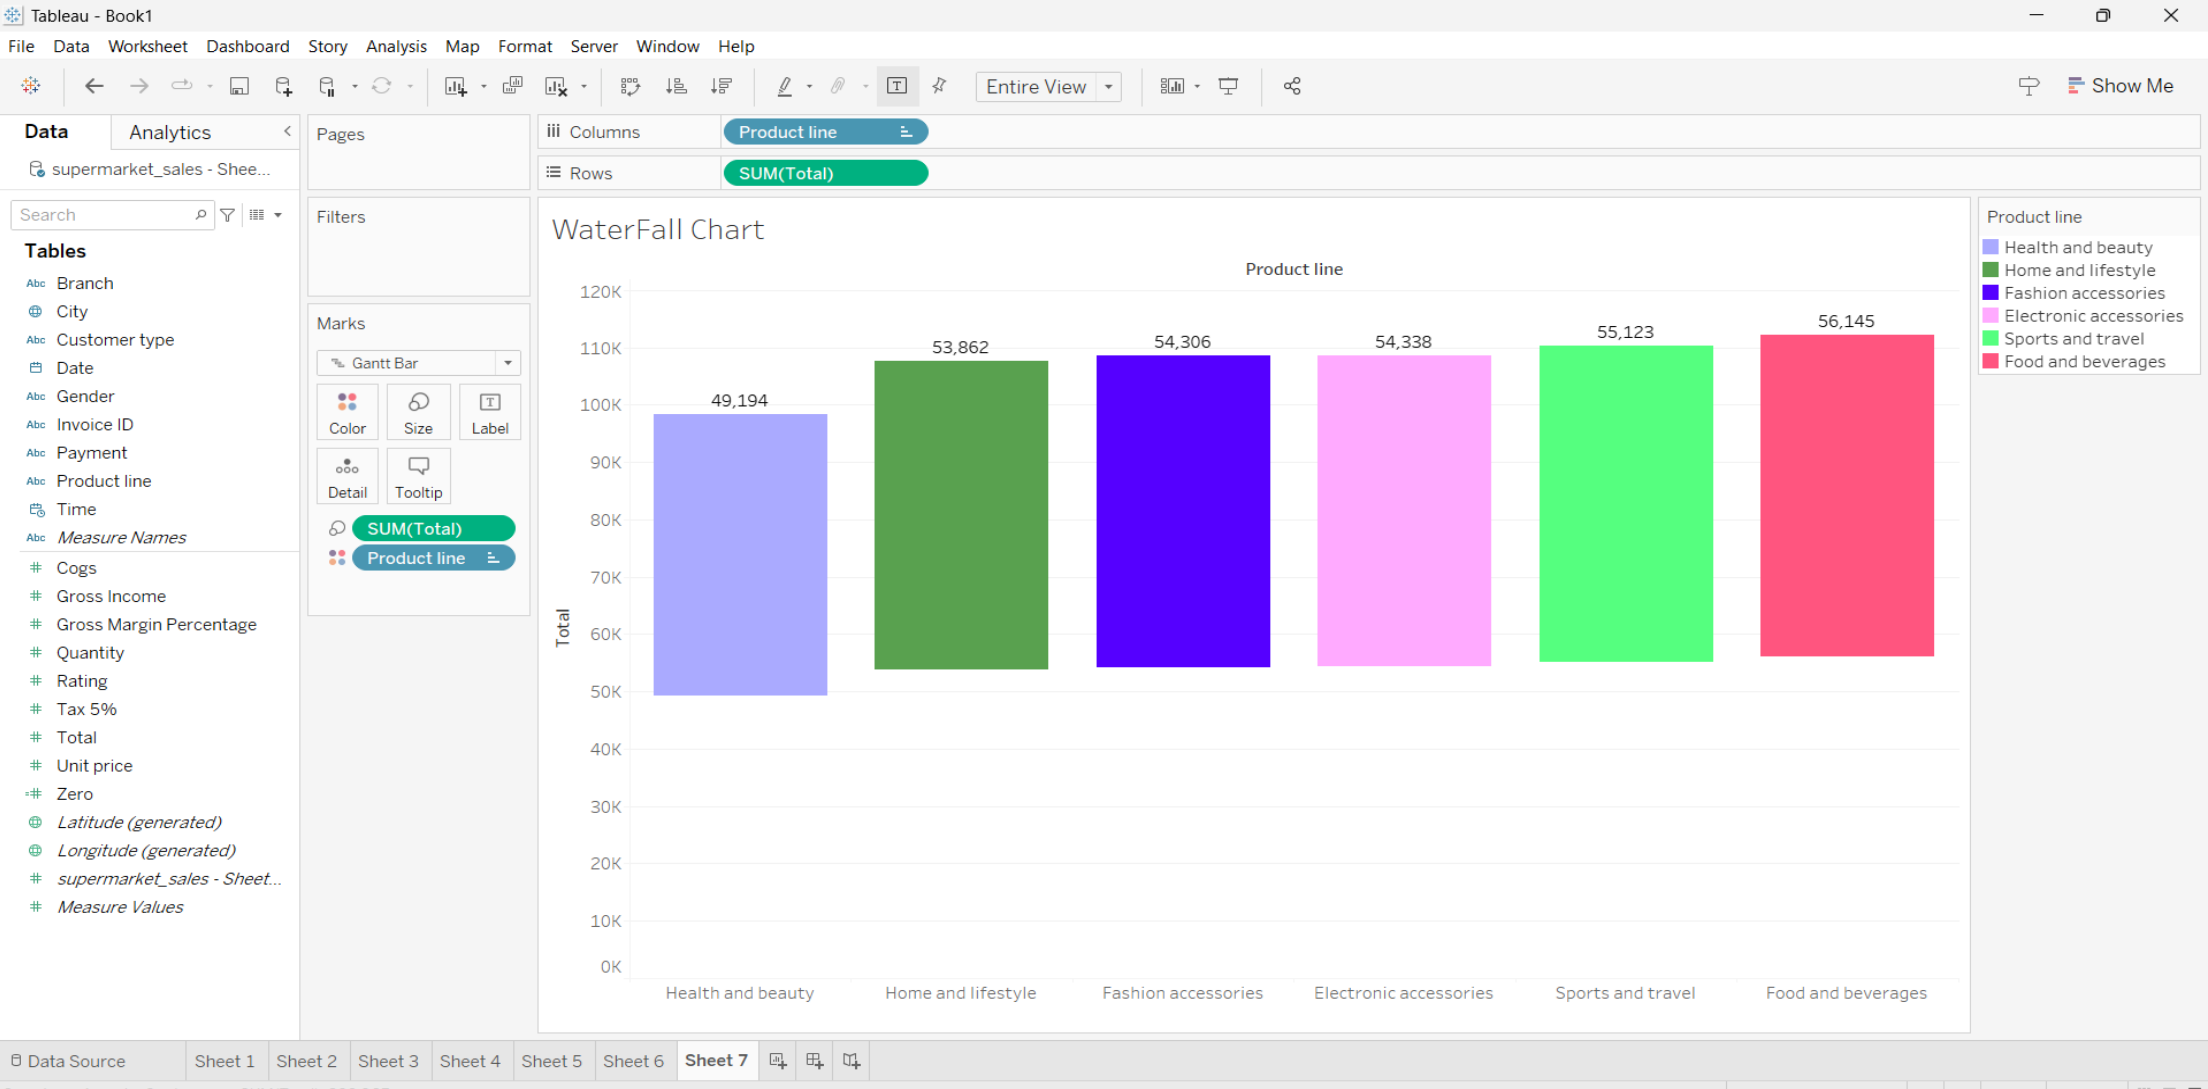 Tableau - Book1
File Data Worksheet Dashboard Story Analysis Map Format Server Window Help
Entire View
Show Me
Data Analytics
supermarket_sales - Shee...
Search
Tables
Abc Branch
City
Abc Customer type
Date
Abc Gender
Abc Invoice ID
Abc Payment
Abc Product line
Time
Abc Measure Names
# Cogs
# Gross Income
# Gross Margin Percentage
# Quantity
# Rating
# Tax 5%
# Total
# Unit price
=# Zero
Latitude (generated)
Longitude (generated)
# supermarket_sales - Sheet...
# Measure Values
Pages
Filters
Marks
Gantt Bar
Color Size Label
Detail Tooltip
SUM(Total)
Product line
Columns Product line
Rows SUM(Total)
WaterFall Chart
Product line
120K
110K
100K
90K
80K
70K
60K
50K
40K
30K
20K
10K
0K
Total
49,194
53,862
54,306
54,338
55,123
56,145
Health and beauty
Home and lifestyle
Fashion accessories
Electronic accessories
Sports and travel
Food and beverages
Product line
Health and beauty
Home and lifestyle
Fashion accessories
Electronic accessories
Sports and travel
Food and beverages
Data Source Sheet 1 Sheet 2 Sheet 3 Sheet 4 Sheet 5 Sheet 6 Sheet 7